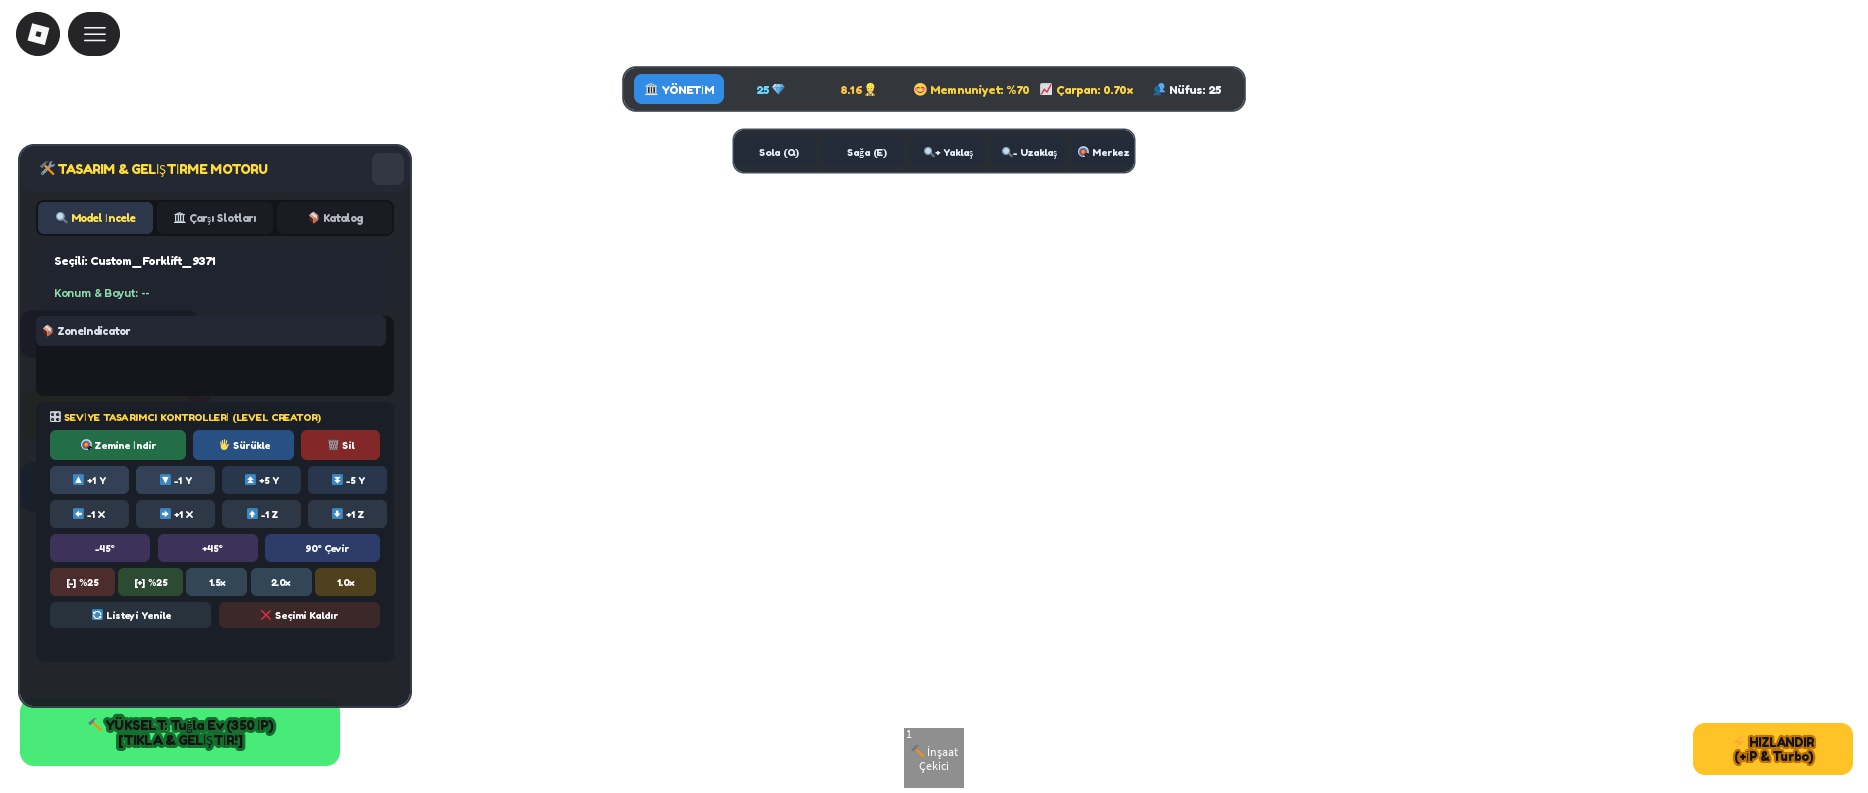 YÖNETİM
25
8.16
Memnuniyet: %70
Çarpan: 0.70x
Nüfus: 25
Sola (Q)
Sağa (E)
+ Yaklaş
- Uzaklaş
Merkez
TASARIM & GELİŞTİRME MOTORU
Model İncele
Çarşı Slotları
Katalog
Seçili: Custom_Forklift_9371
Konum & Boyut: --
ZoneIndicator
SEVİYE TASARIMCI KONTROLLERİ (LEVEL CREATOR)
Zemine İndir
Sürükle
Sil
+1 Y
-1 Y
+5 Y
-5 Y
-1 X
+1 X
-1 Z
+1 Z
-45°
+45°
90° Çevir
[-] %25
[+] %25
1.5x
2.0x
1.0x
Listeyi Yenile
Seçimi Kaldır
YÜKSELT: Tuğla Ev (350 İP)
[TIKLA & GELİŞTİR!]
1
İnşaat
Çekici
HIZLANDIR
(+İP & Turbo)